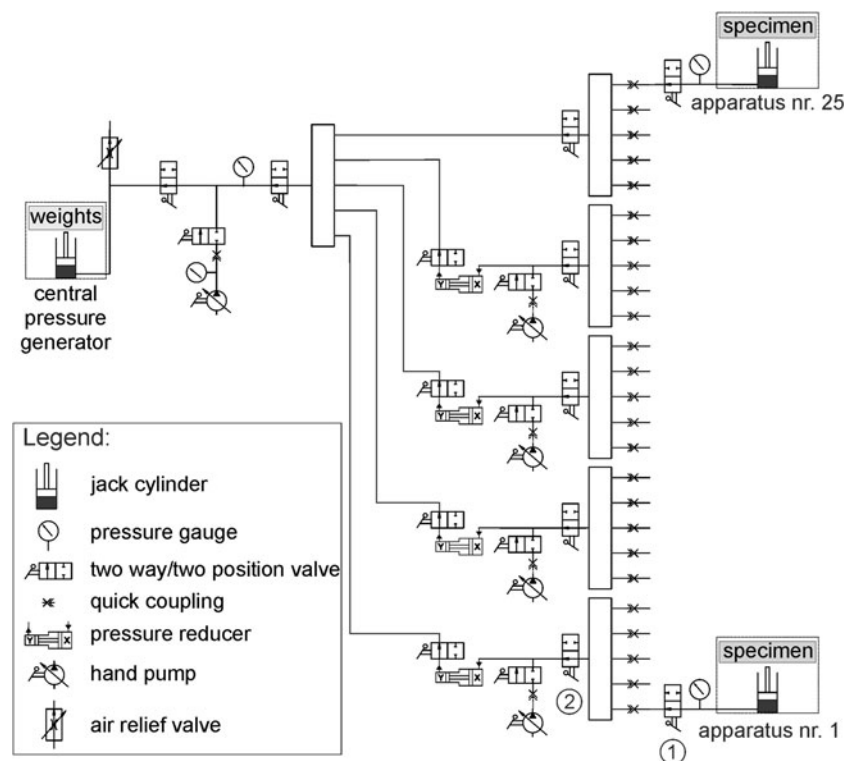 specimen
apparatus nr. 25
weights
central
pressure
generator
Y X
Y X
Y X
Y X
Legend:
jack cylinder
pressure gauge
two way/two position valve
quick coupling
Y X
pressure reducer
hand pump
air relief valve
2
specimen
apparatus nr. 1
1